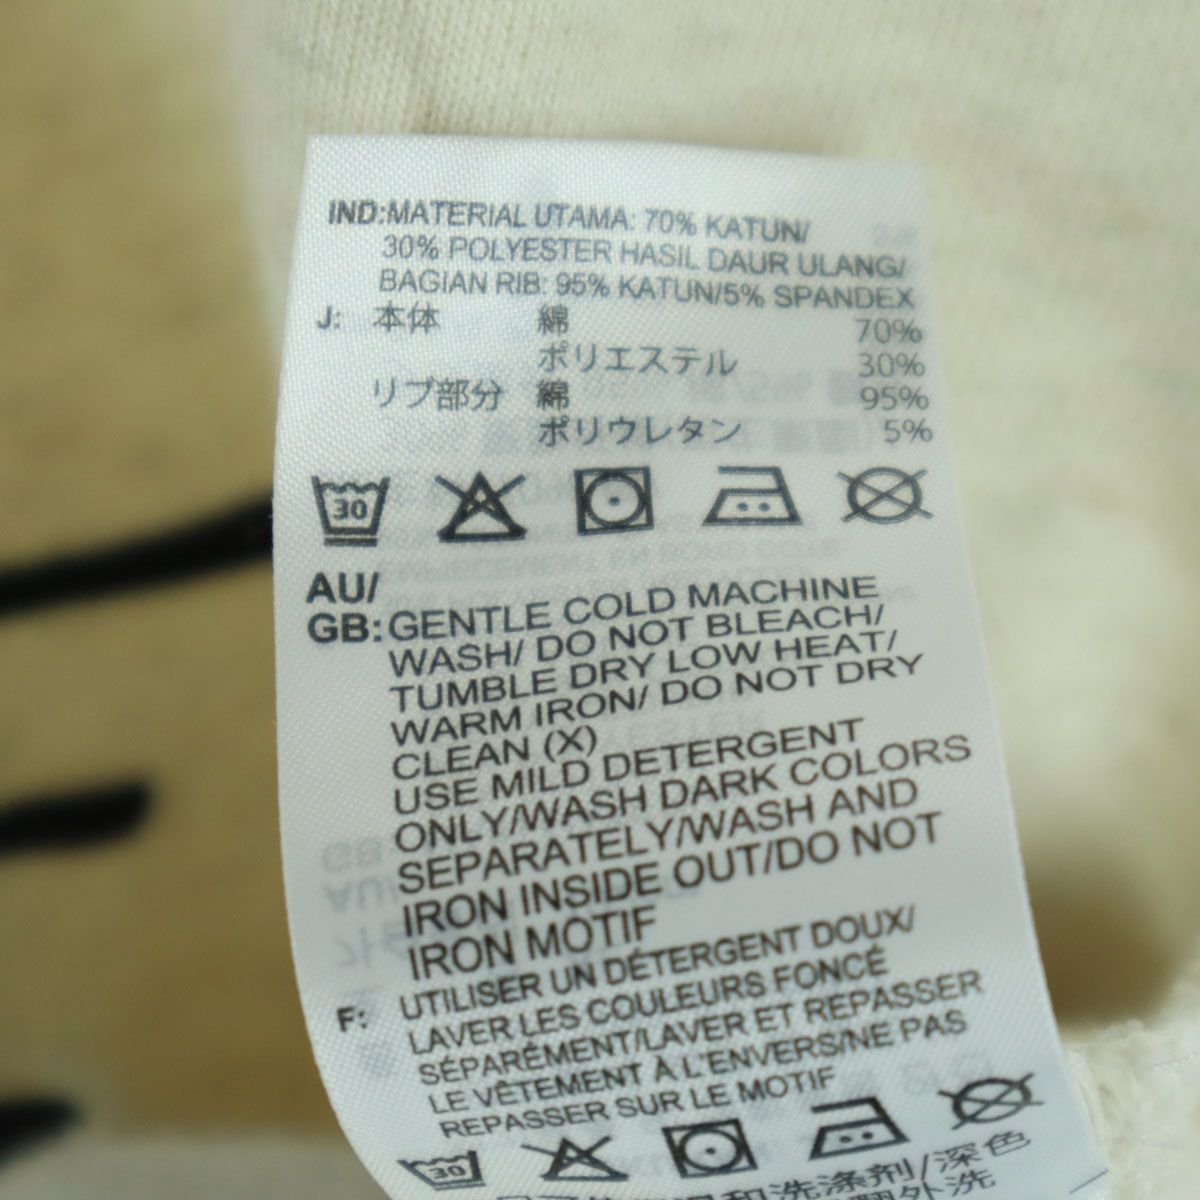 IND:MATERIAL UTAMA: 70% KATUN/
30% POLYESTER HASIL DAUR ULANG/
BAGIAN RIB: 95% KATUN/5% SPANDEX
J: 本体 綿 70%
ポリエステル 30%
リブ部分 綿 95%
ポリウレタン 5%
30
AU/
GB:GENTLE COLD MACHINE
WASH/ DO NOT BLEACH/
TUMBLE DRY LOW HEAT/
WARM IRON/ DO NOT DRY
CLEAN (X)
USE MILD DETERGENT
ONLY/WASH DARK COLORS
SEPARATELY/WASH AND
IRON INSIDE OUT/DO NOT
IRON MOTIF
F: UTILISER UN DÉTERGENT DOUX/
LAVER LES COULEURS FONCÉ
SÉPARÉMENT/LAVER ET REPASSER
LE VÊTEMENT À L'ENVERS/NE PAS
REPASSER SUR LE MOTIF
30
和洗涤剂/深色
翻外洗